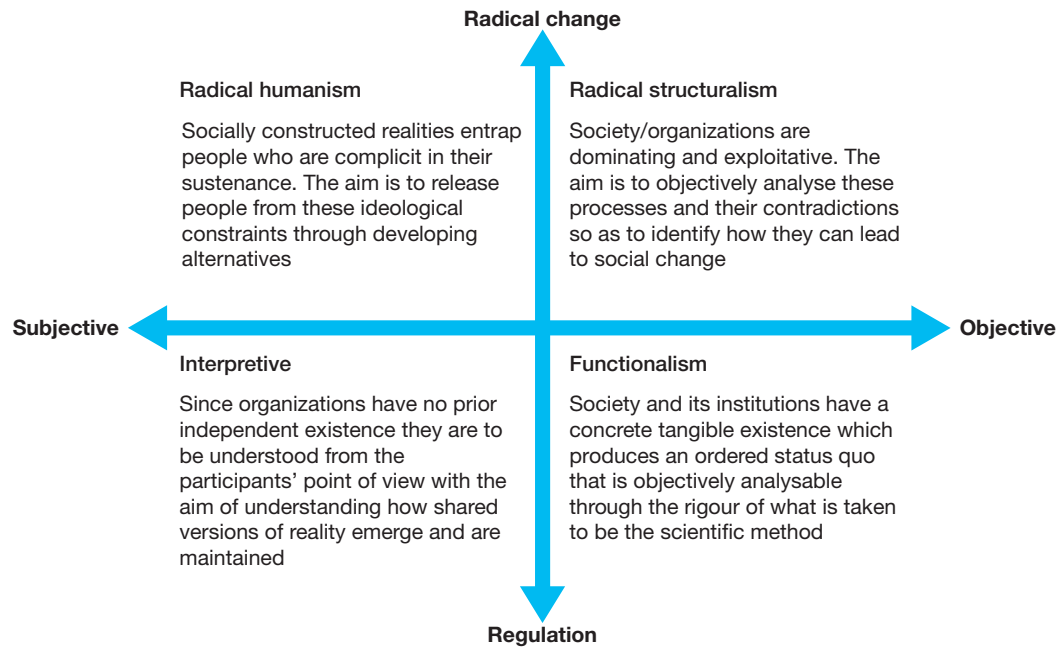 Radical change
Radical humanism
Socially constructed realities entrap
people who are complicit in their
sustenance. The aim is to release
people from these ideological
constraints through developing
alternatives
Radical structuralism
Society/organizations are
dominating and exploitative. The
aim is to objectively analyse these
processes and their contradictions
so as to identify how they can lead
to social change
Subjective
Objective
Interpretive
Since organizations have no prior
independent existence they are to
be understood from the
participants’ point of view with the
aim of understanding how shared
versions of reality emerge and are
maintained
Functionalism
Society and its institutions have a
concrete tangible existence which
produces an ordered status quo
that is objectively analysable
through the rigour of what is taken
to be the scientific method
Regulation